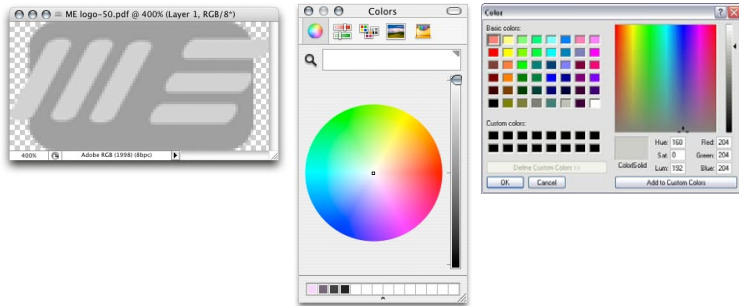 ME logo-50.pdf @ 400% (Layer 1, RGB/8*)
ME
400%
Adobe RGB (1998) (8bpc)
Colors
Color
Basic colors:
Custom colors:
Define Custom Colors >>
OK
Cancel
Color|Solid
Hue: 160
Sat: 0
Lum: 192
Red: 204
Green: 204
Blue: 204
Add to Custom Colors